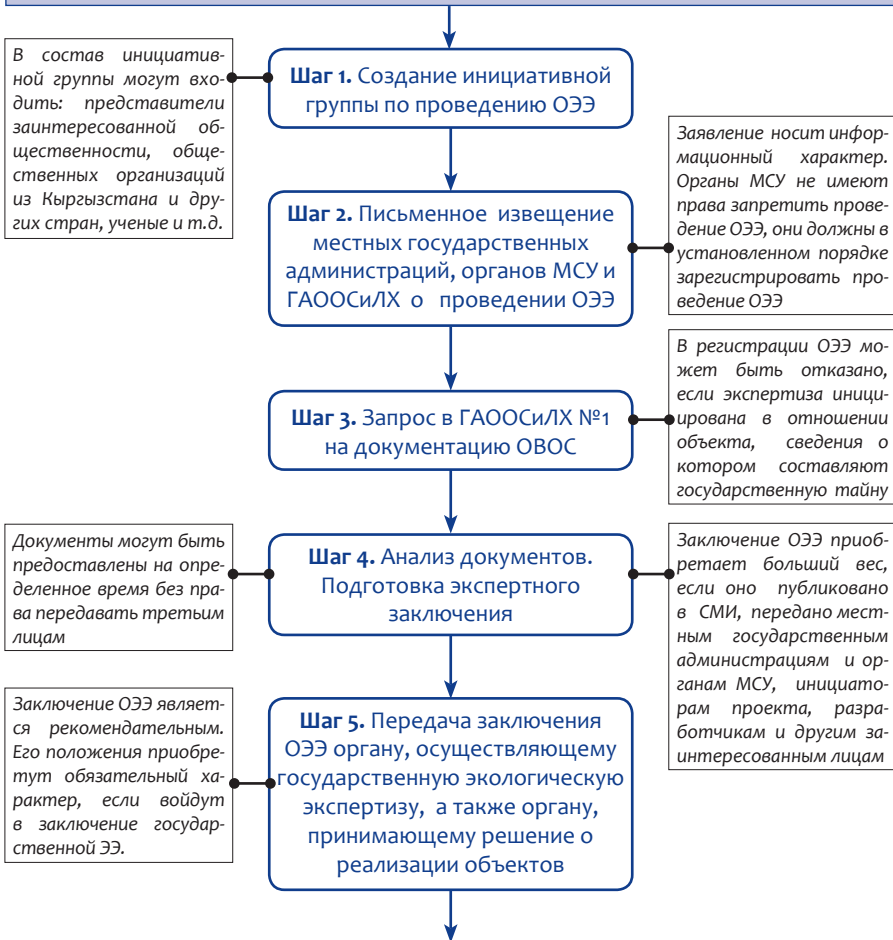 В состав инициатив-
ной группы могут вхо-
дить: представители
заинтересованной об-
щественности, обще-
ственных организаций
из Кыргызстана и дру-
гих стран, ученые и т.д.
Шаг 1. Создание инициативной
группы по проведению ОЭЭ
Шаг 2. Письменное извещение
местных государственных
администраций, органов МСУ и
ГАООСиЛХ о проведении ОЭЭ
Заявление носит инфор-
мационный характер.
Органы МСУ не имеют
права запретить прове-
дение ОЭЭ, они должны в
установленном порядке
зарегистрировать про-
ведение ОЭЭ
Шаг 3. Запрос в ГАООСиЛХ №1
на документацию ОВОС
В регистрации ОЭЭ мо-
жет быть отказано,
если экспертиза иници-
ирована в отношении
объекта, сведения о
котором составляют
государственную тайну
Документы могут быть
предоставлены на опре-
деленное время без пра-
ва передавать третьим
лицам
Шаг 4. Анализ документов.
Подготовка экспертного
заключения
Заключение ОЭЭ приоб-
ретает больший вес,
если оно публиковано
в СМИ, передано мест-
ным государственным
администрациям и ор-
ганам МСУ, инициато-
рам проекта, разра-
ботчикам и другим за-
интересованным лицам
Заключение ОЭЭ являет-
ся рекомендательным.
Его положения приобре-
тут обязательный ха-
рактер, если войдут
в заключение государ-
ственной ЭЭ.
Шаг 5. Передача заключения
ОЭЭ органу, осуществляющему
государственную экологическую
экспертизу, а также органу,
принимающему решение о
реализации объектов